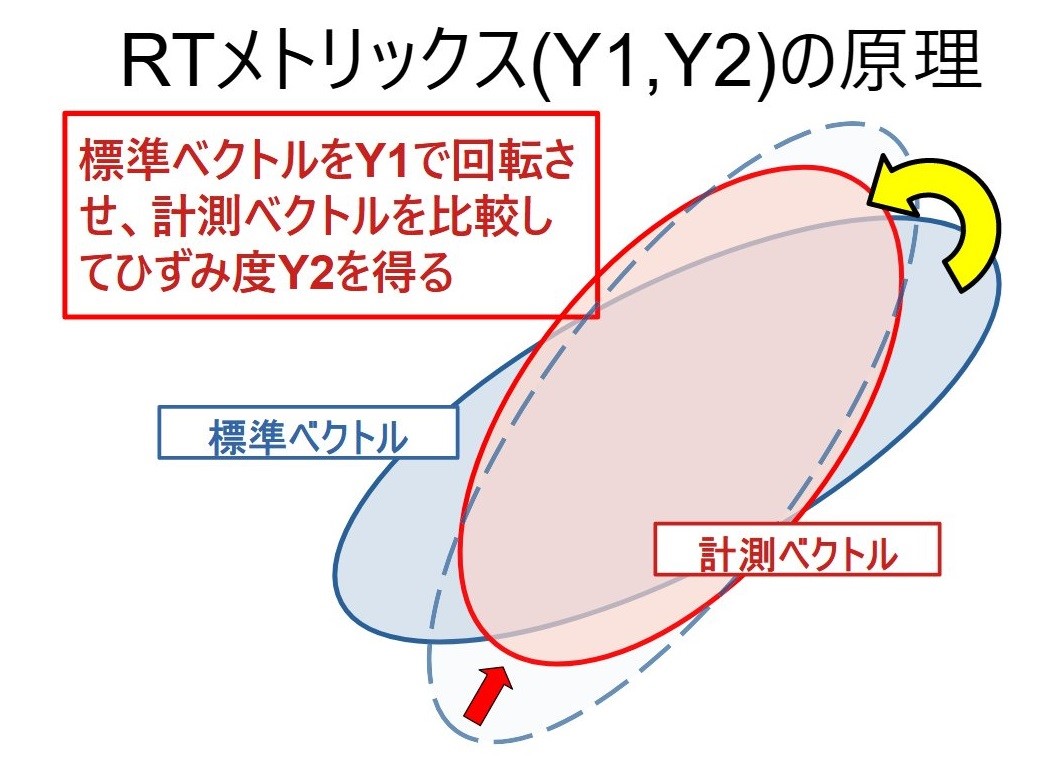 RTメトリックス(Y1,Y2)の原理
標準ベクトルをY1で回転さ
せ、計測ベクトルを比較し
てひずみ度Y2を得る
標準ベクトル
計測ベクトル